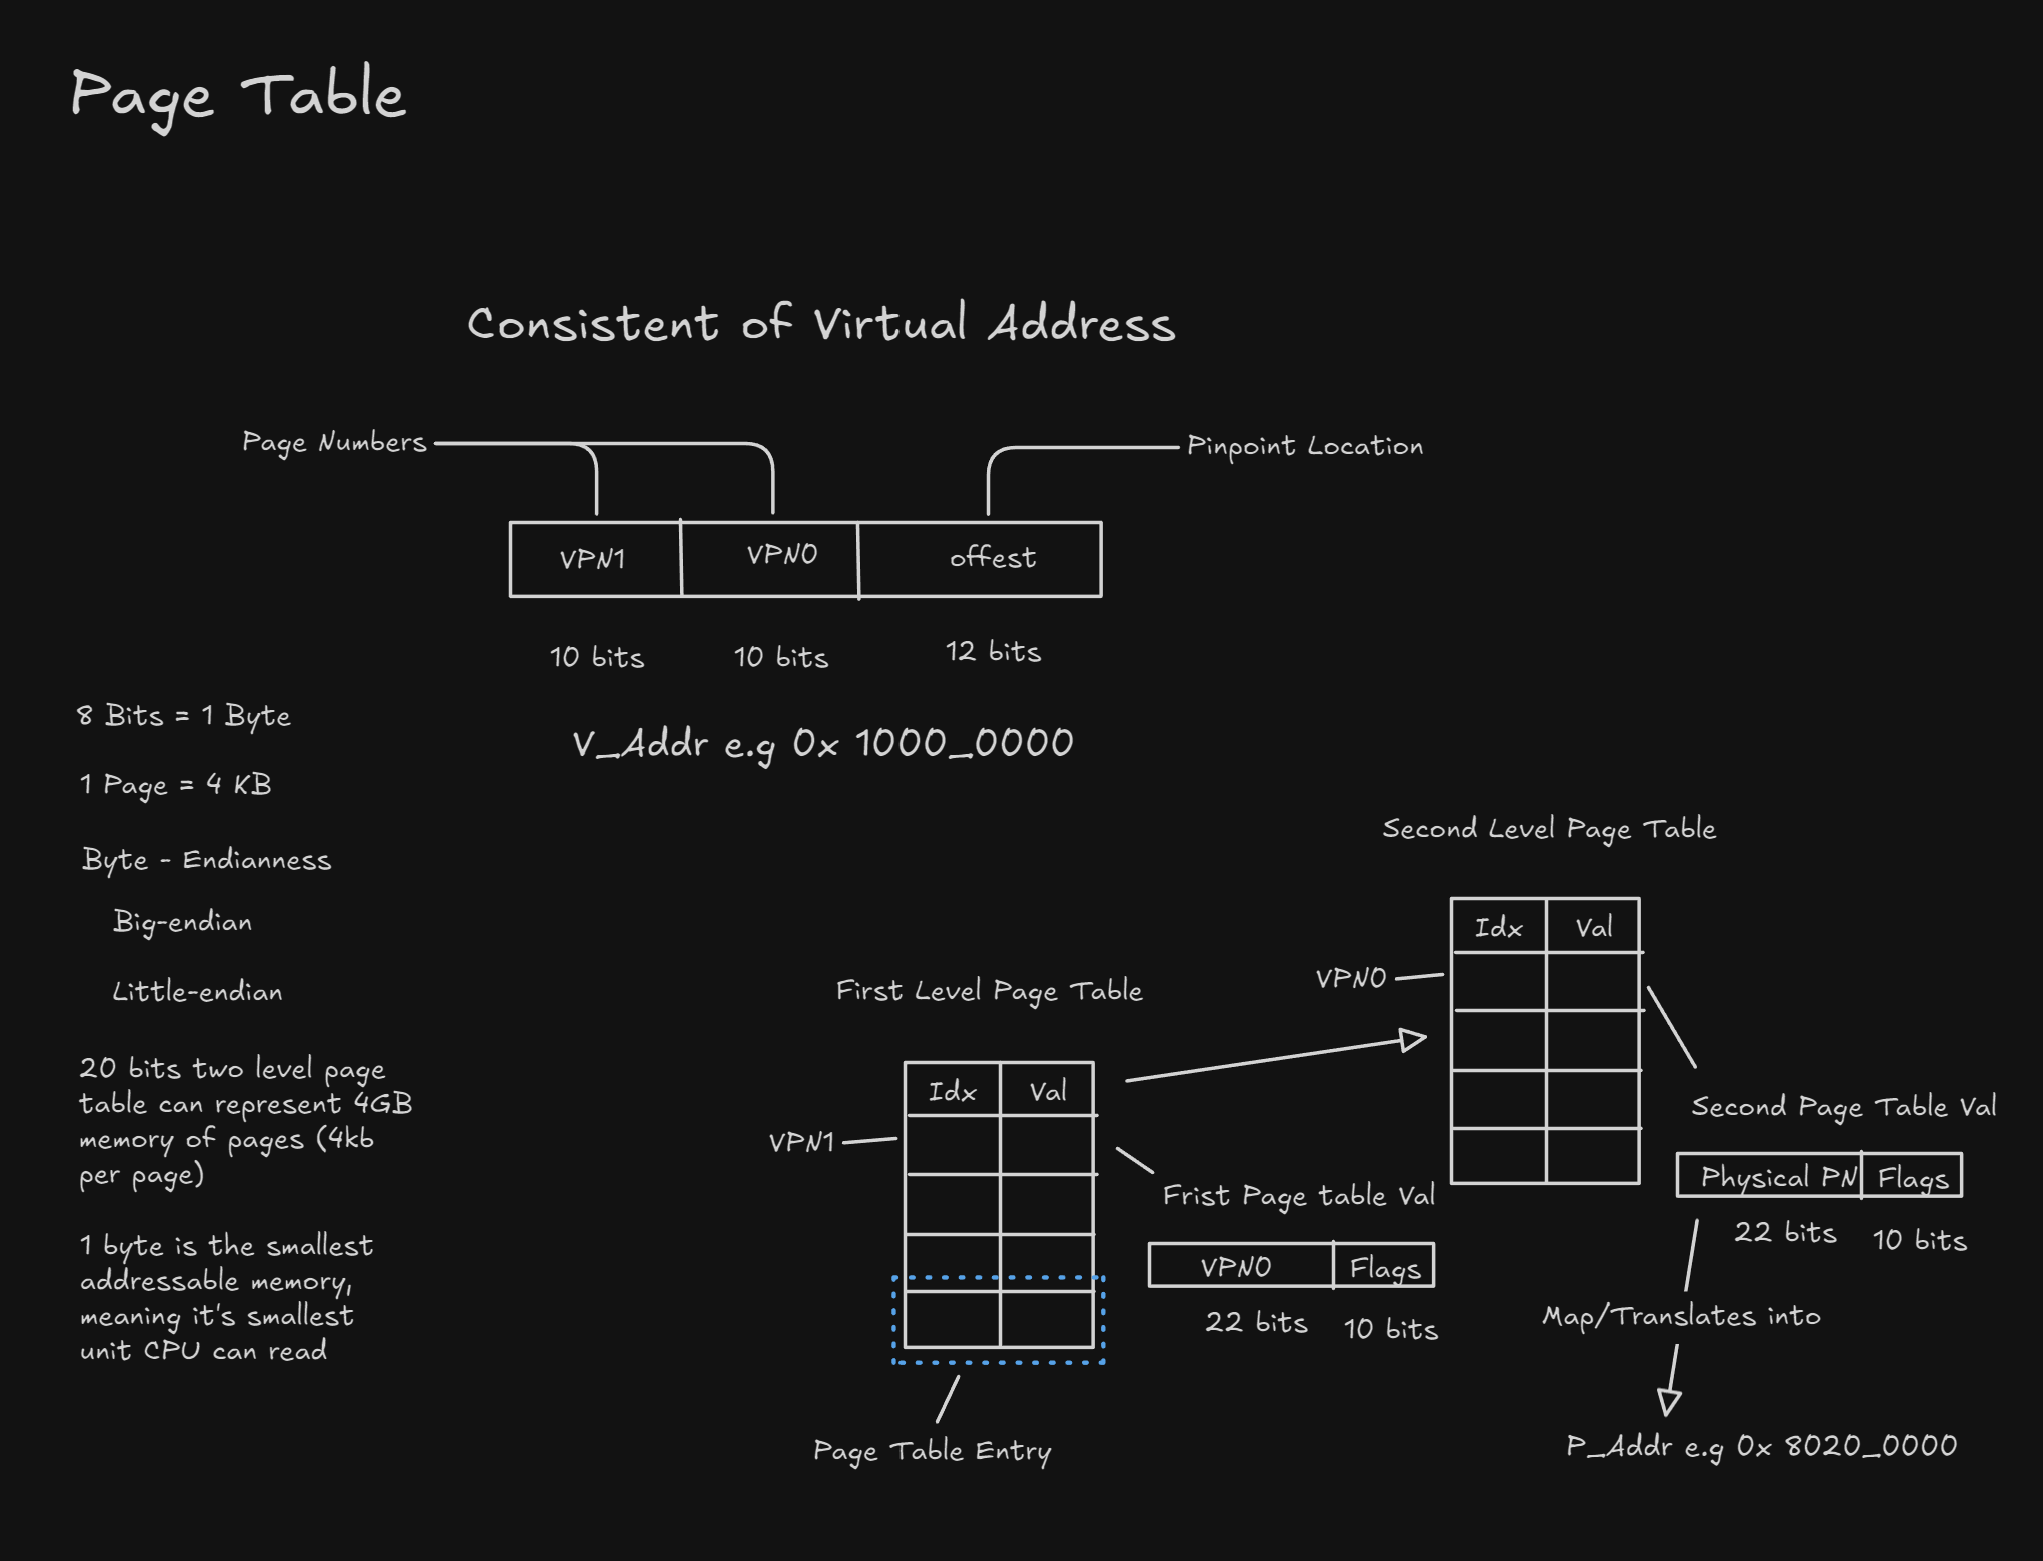 Page Table
Consistent of Virtual Address
Page Numbers
Pinpoint Location
VPN1
VPN0
offest
10 bits
10 bits
12 bits
V_Addr e.g 0x 1000_0000
8 Bits = 1 Byte
1 Page = 4 KB
Byte - Endianness
Big-endian
Little-endian
20 bits two level page
table can represent 4GB
memory of pages (4kb
per page)
1 byte is the smallest
addressable memory,
meaning it's smallest
unit CPU can read
First Level Page Table
Idx
Val
VPN1
Frist Page table Val
VPN0
Flags
22 bits
10 bits
Page Table Entry
Second Level Page Table
Idx
Val
VPN0
Second Page Table Val
Physical PN
Flags
22 bits
10 bits
Map/Translates into
P_Addr e.g 0x 8020_0000